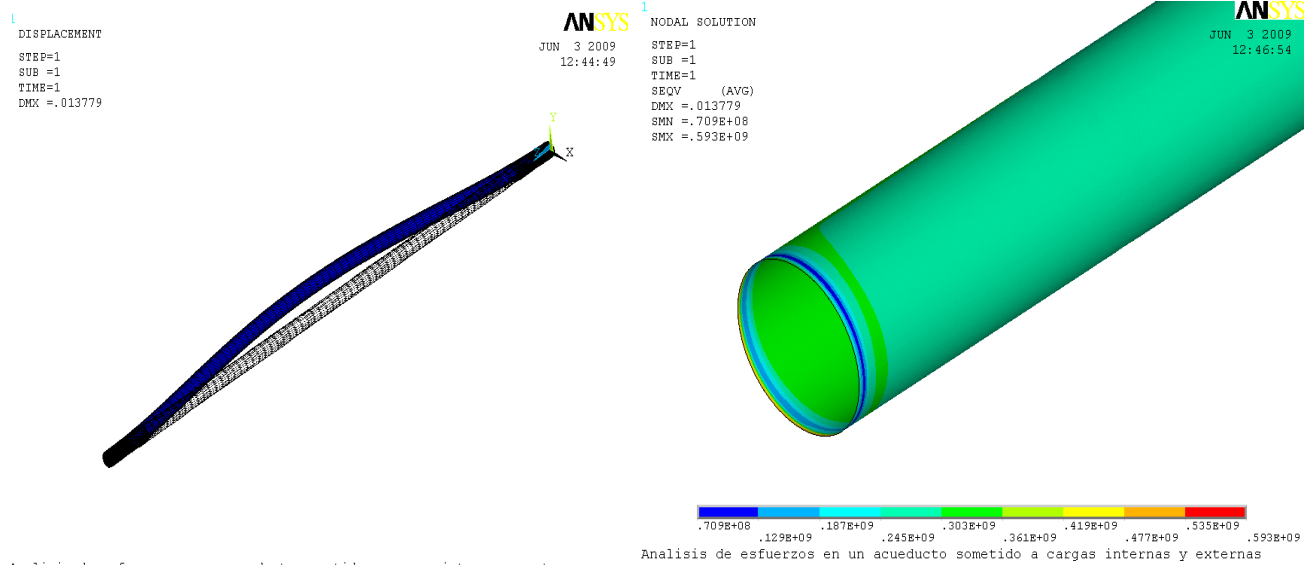 1
DISPLACEMENT
STEP=1
SUB =1
TIME=1
DMX =.013779
ANSYS
JUN 3 2009
12:44:49
Y
Z
X
1
NODAL SOLUTION
STEP=1
SUB =1
TIME=1
SEQV (AVG)
DMX =.013779
SMN =.709E+08
SMX =.593E+09
ANSYS
JUN 3 2009
12:46:54
.709E+08 .187E+09 .303E+09 .419E+09 .535E+09
.129E+09 .245E+09 .361E+09 .477E+09 .593E+09
Analisis de esfuerzos en un acueducto sometido a cargas internas y externas